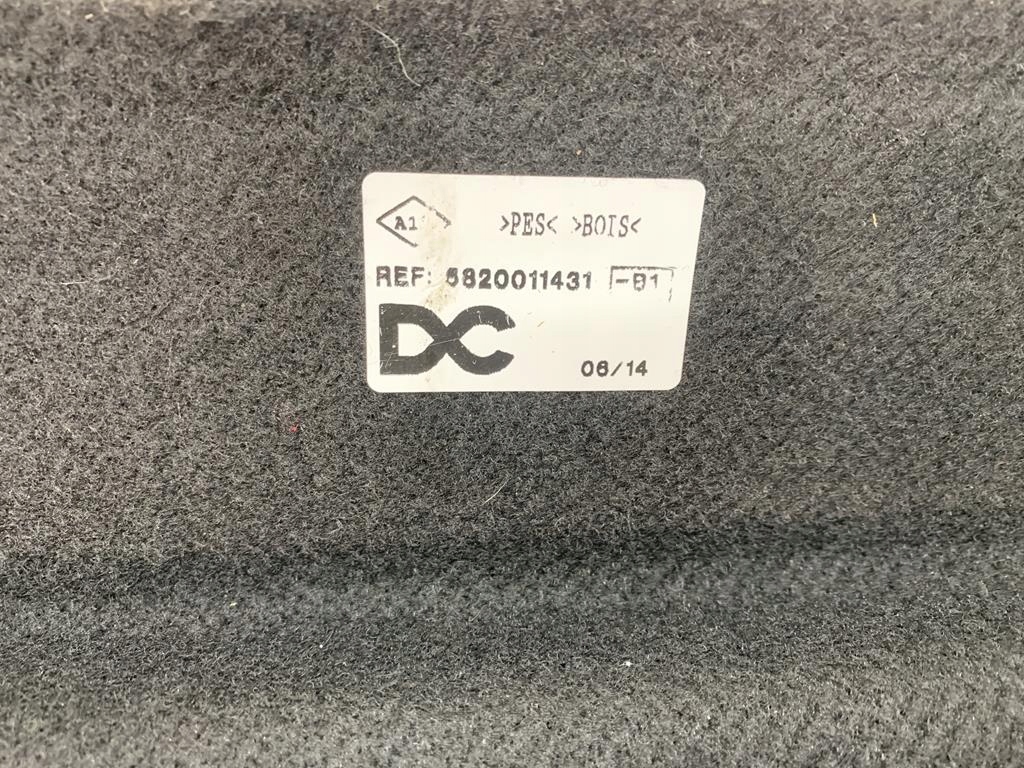 A1
>PES< >BOIS<
REF: 5820011431 -B1
DC
06/14